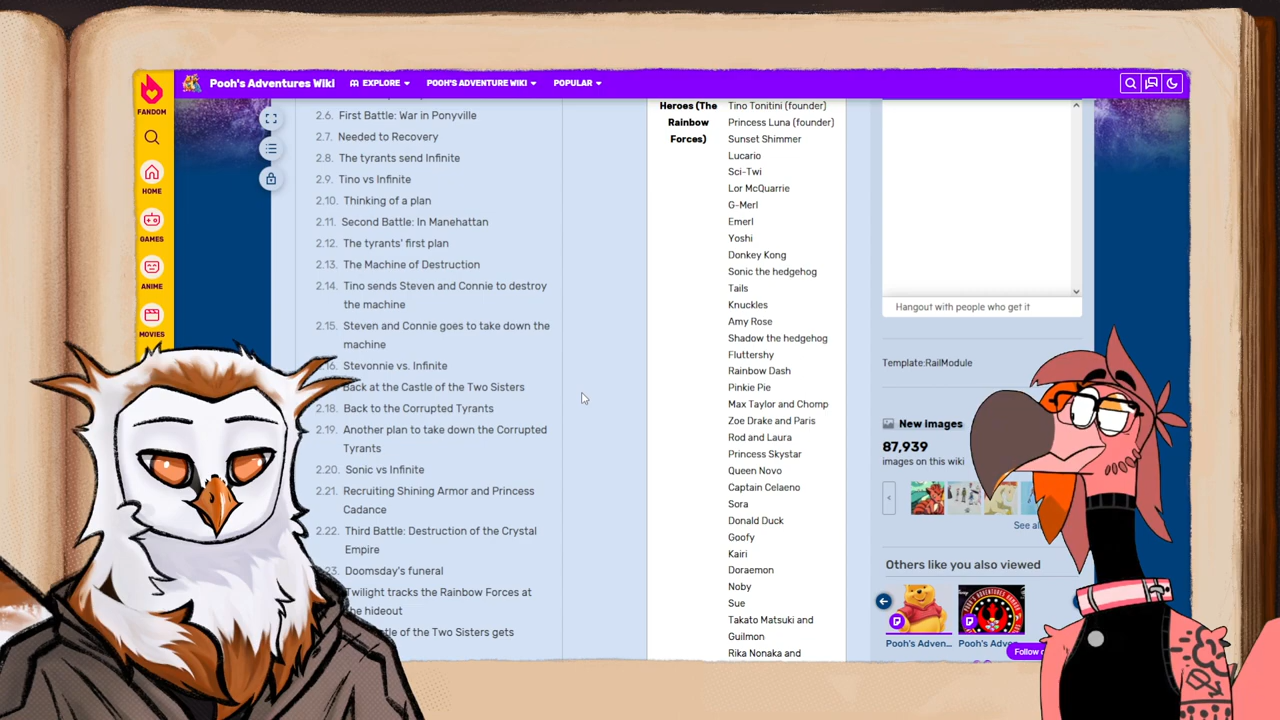 Pooh's Adventures Wiki
EXPLORE
POOH'S ADVENTURE WIKI
POPULAR
FANDOM
HOME
GAMES
ANIME
MOVIES
2.6. First Battle: War in Ponyville
2.7. Needed to Recovery
2.8. The tyrants send Infinite
2.9. Tino vs Infinite
2.10. Thinking of a plan
2.11. Second Battle: In Manehattan
2.12. The tyrants' first plan
2.13. The Machine of Destruction
2.14. Tino sends Steven and Connie to destroy
the machine
2.15. Steven and Connie goes to take down the
machine
Stevonnie vs. Infinite
Back at the Castle of the Two Sisters
2.18. Back to the Corrupted Tyrants
2.19. Another plan to take down the Corrupted
Tyrants
2.20. Sonic vs Infinite
2.21. Recruiting Shining Armor and Princess
Cadance
2.22. Third Battle: Destruction of the Crystal
Empire
Doomsday's funeral
Twilight tracks the Rainbow Forces at
hideout
of the Two Sisters gets
Heroes (The
Rainbow
Forces)
Tino Tonitini (founder)
Princess Luna (founder)
Sunset Shimmer
Lucario
Sci-Twi
Lor McQuarrie
G-Merl
Emerl
Yoshi
Donkey Kong
Sonic the hedgehog
Tails
Knuckles
Amy Rose
Shadow the hedgehog
Fluttershy
Rainbow Dash
Pinkie Pie
Max Taylor and Chomp
Zoe Drake and Paris
Rod and Laura
Princess Skystar
Queen Novo
Captain Celaeno
Sora
Donald Duck
Goofy
Kairi
Doraemon
Noby
Sue
Takato Matsuki and
Guilmon
Rika Nonaka and
Hangout with people who get it
Template:RailModule
New Images
87,939
images on this wiki
See
Others like you also viewed
Pooh's Adven...
Pooh's Adven...
Follow